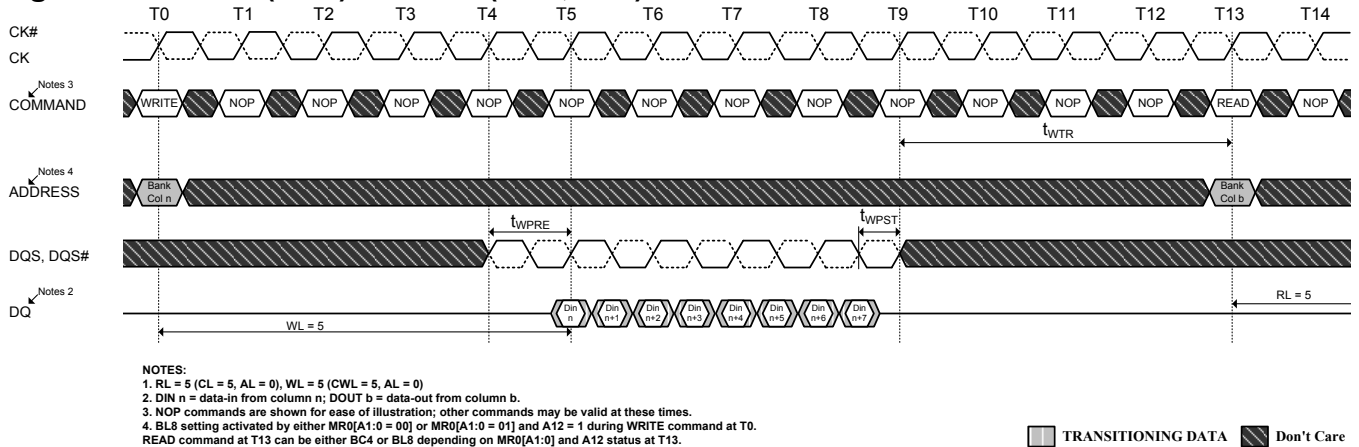 T0 T1 T2 T3 T4 T5 T6 T7 T8 T9 T10 T11 T12 T13 T14
CK#
CK
Notes 3
COMMAND
WRITE NOP NOP NOP NOP NOP NOP NOP NOP NOP NOP NOP NOP READ NOP
tWTR
Notes 4
ADDRESS
Bank
Col n
Bank
Col b
tWPRE
tWPST
DQS, DQS#
Notes 2
DQ
Din n
Din n+1
Din n+2
Din n+3
Din n+4
Din n+5
Din n+6
Din n+7
RL = 5
WL = 5
NOTES:
1. RL = 5 (CL = 5, AL = 0), WL = 5 (CWL = 5, AL = 0)
2. DIN n = data-in from column n; DOUT b = data-out from column b.
3. NOP commands are shown for ease of illustration; other commands may be valid at these times.
4. BL8 setting activated by either MR0[A1:0 = 00] or MR0[A1:0 = 01] and A12 = 1 during WRITE command at T0.
READ command at T13 can be either BC4 or BL8 depending on MR0[A1:0] and A12 status at T13.
TRANSITIONING DATA
Don't Care